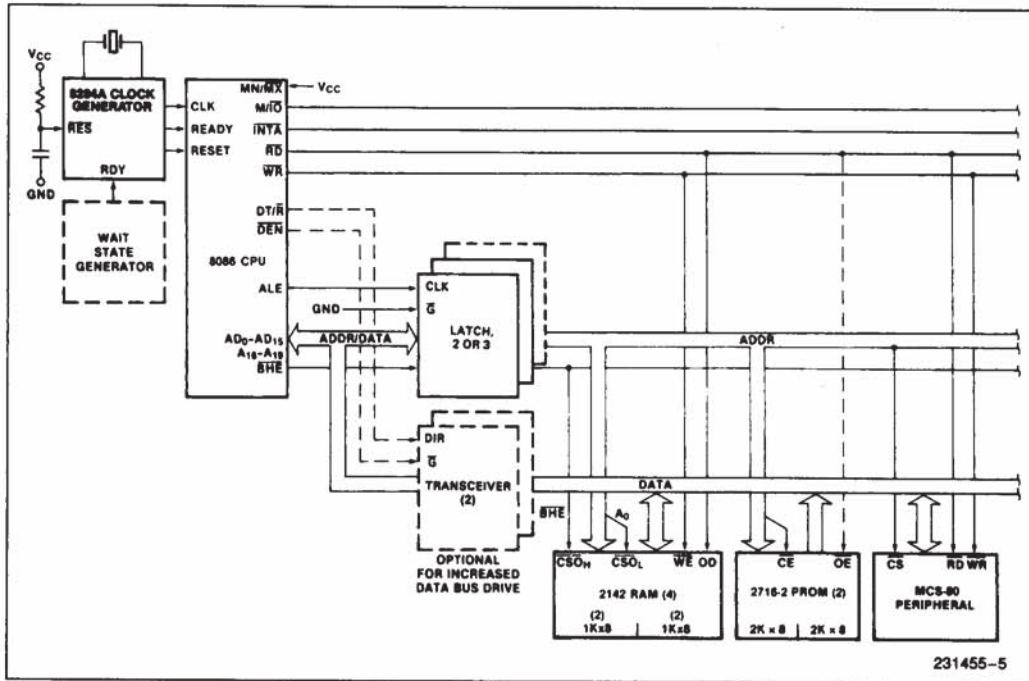 VCC
8284A CLOCK
GENERATOR
RES
RDY
GND
WAIT
STATE
GENERATOR
CLK
READY
RESET
MN/MX
VCC
M/IO
INTA
RD
WR
DT/R
DEN
8086 CPU
ALE
AD0-AD15
A16-A19
BHE
GND
ADDR/DATA
CLK
G
LATCH,
2 OR 3
ADDR
DIR
G
TRANSCEIVER
(2)
OPTIONAL
FOR INCREASED
DATA BUS DRIVE
DATA
BHE
A0
CSOH
CSOL
WE
OD
2142 RAM (4)
(2)
1K×8
(2)
1K×8
CE
OE
2716-2 PROM (2)
2K × 8
2K × 8
CS
RD
WR
MCS-80
PERIPHERAL
231455-5